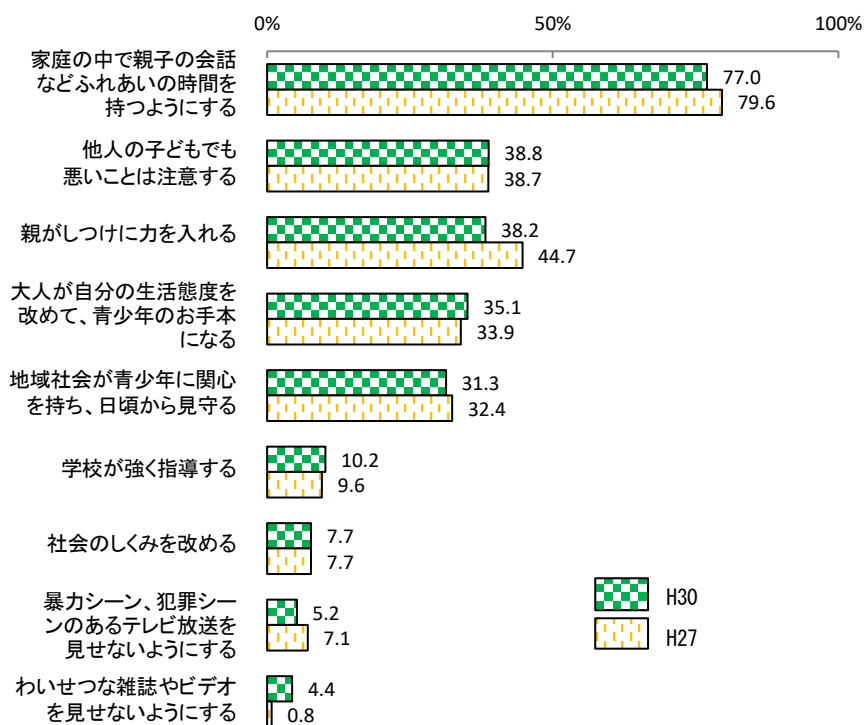 0%
50%
100%
家庭の中で親子の会話
などふれあいの時間を
持つようにする
77.0
79.6
他人の子どもでも
悪いことは注意する
38.8
38.7
親がしつけに力を入れる
38.2
44.7
大人が自分の生活態度を
改めて、青少年のお手本
になる
35.1
33.9
地域社会が青少年に関心
を持ち、日頃から見守る
31.3
32.4
学校が強く指導する
10.2
9.6
社会のしくみを改める
7.7
7.7
暴力シーン、犯罪シー
ンのあるテレビ放送を
見せないようにする
5.2
7.1
わいせつな雑誌やビデオ
を見せないようにする
4.4
0.8
H30
H27